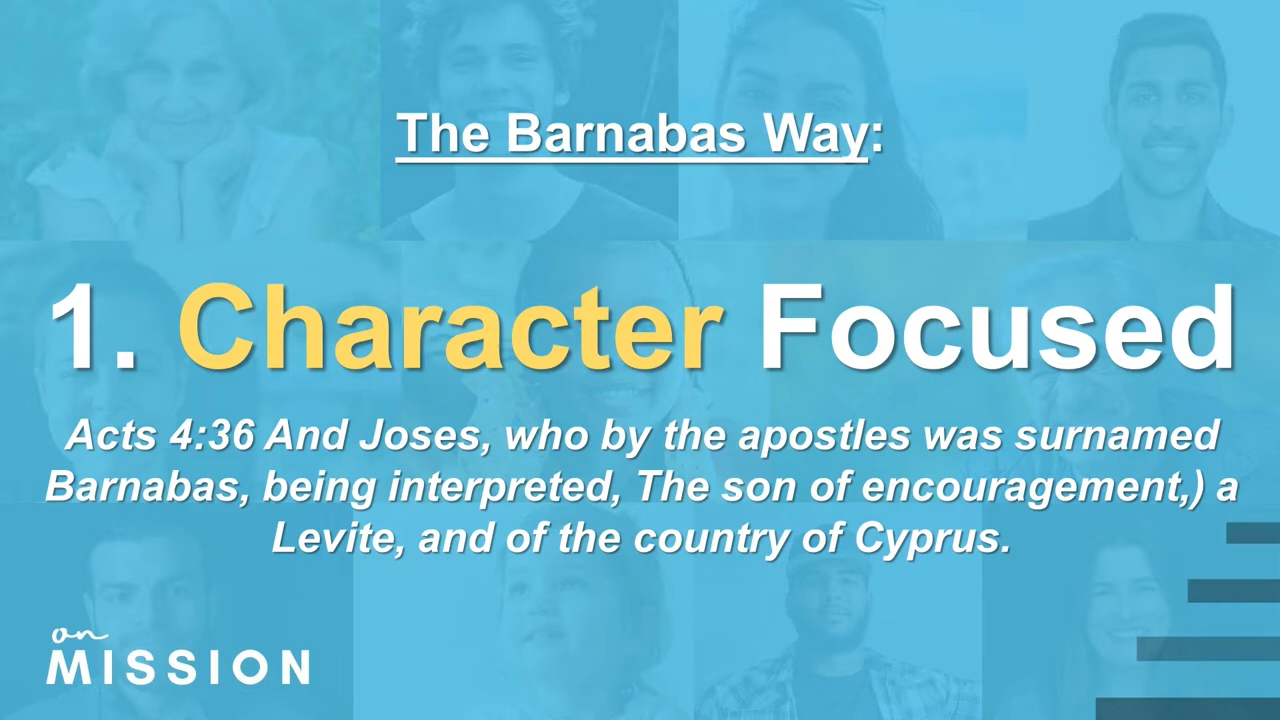 The Barnabas Way:
1. Character Focused
Acts 4:36 And Joses, who by the apostles was surnamed
Barnabas, being interpreted, The son of encouragement,) a
Levite, and of the country of Cyprus.
on
MISSION